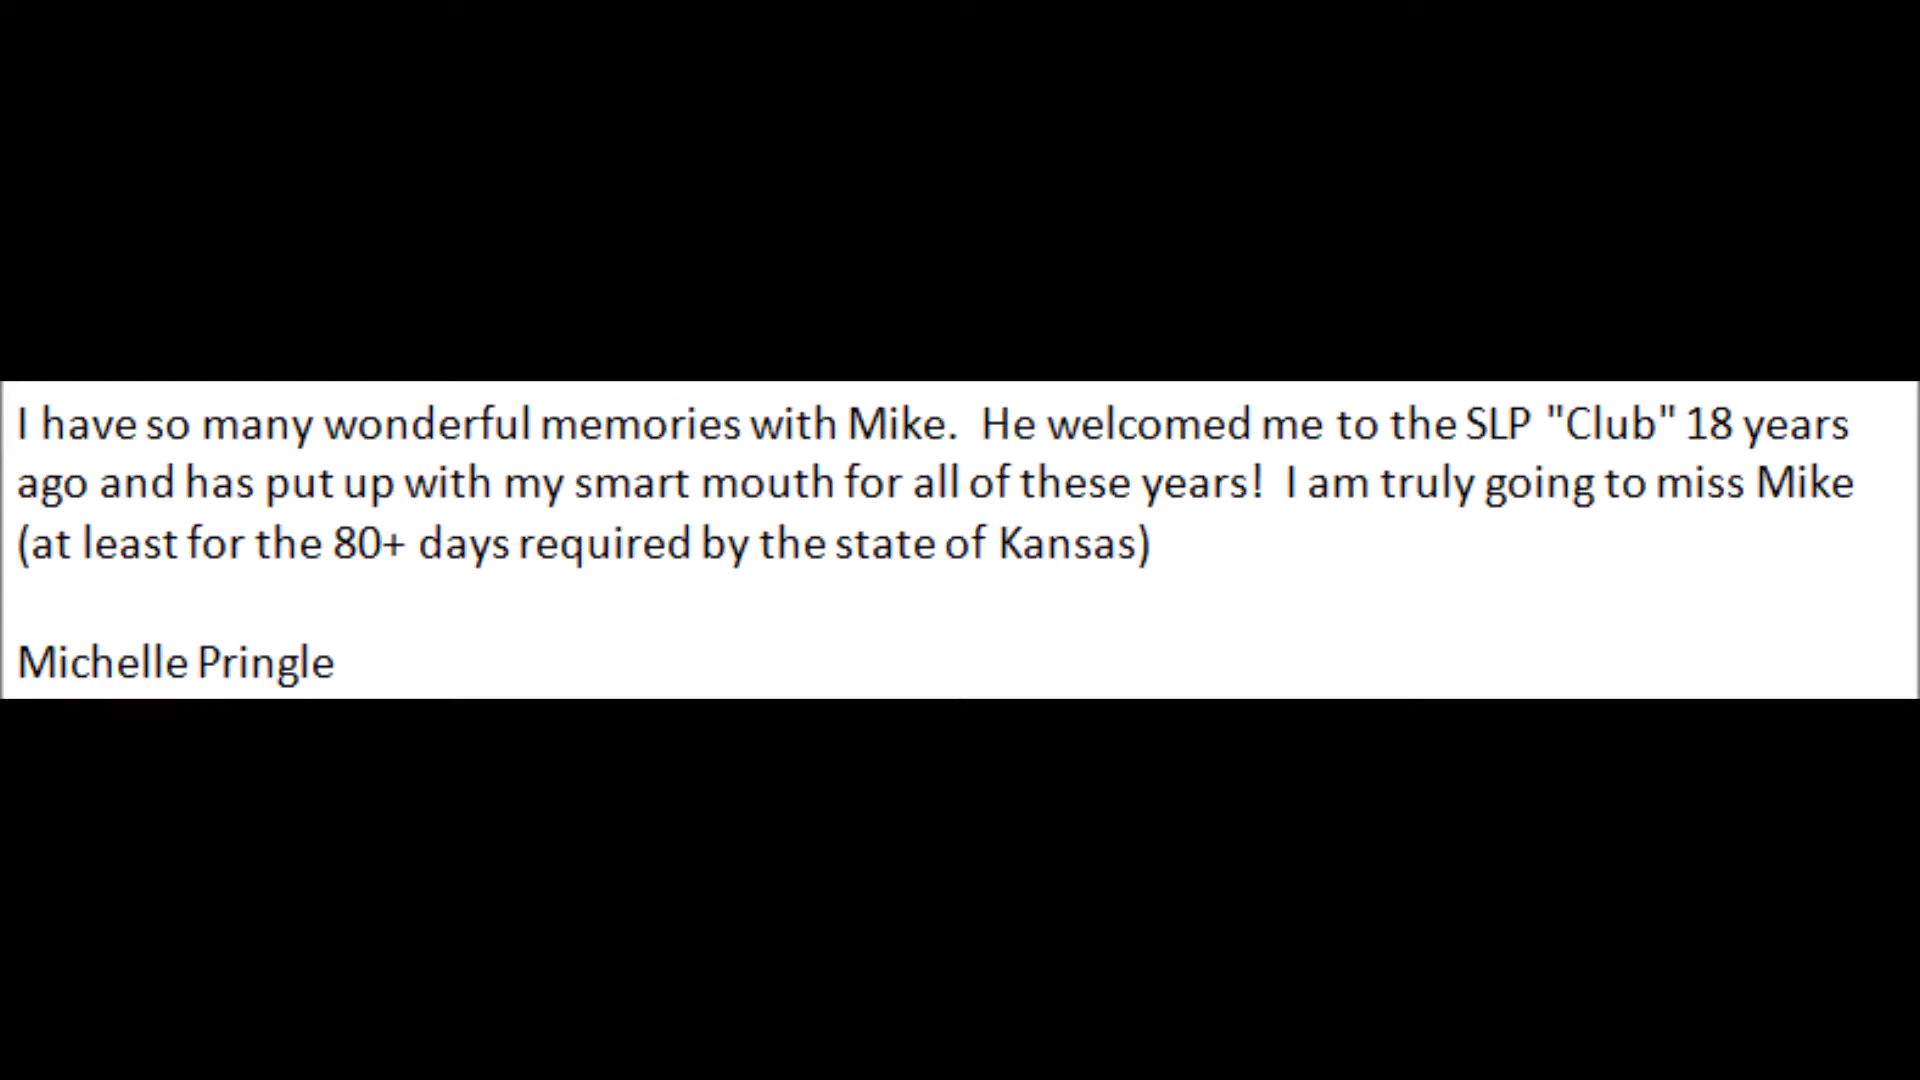 I have so many wonderful memories with Mike.  He welcomed me to the SLP "Club" 18 years
ago and has put up with my smart mouth for all of these years!  I am truly going to miss Mike
(at least for the 80+ days required by the state of Kansas)
Michelle Pringle